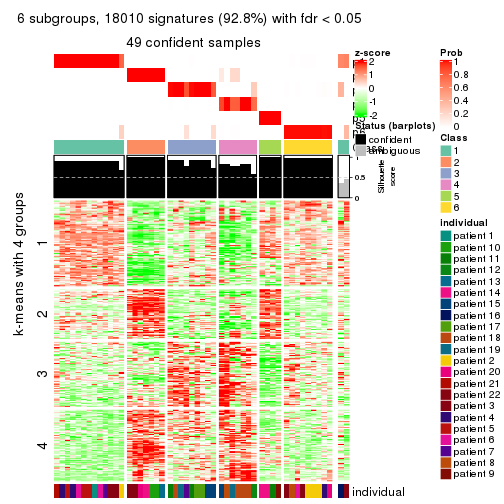 6 subgroups, 18010 signatures (92.8%) with fdr < 0.05
49 confident samples
k-means with 4 groups
1
2
3
4
1
0.5
0
Silhouette
score
individual
z-score
2
1
0
-1
-2
Status (barplots)
confident
ambiguous
Prob
1
0.8
0.6
0.4
0.2
0
Class
1
2
3
4
5
6
individual
patient 1
patient 10
patient 11
patient 12
patient 13
patient 14
patient 15
patient 16
patient 17
patient 18
patient 19
patient 2
patient 20
patient 21
patient 22
patient 3
patient 4
patient 5
patient 6
patient 7
patient 8
patient 9